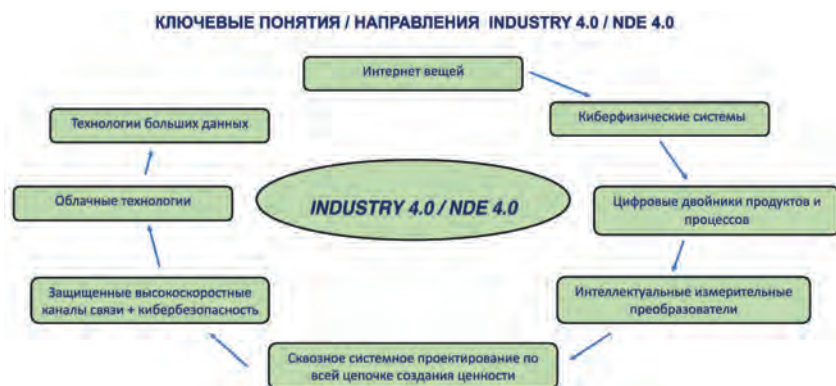 КЛЮЧЕВЫЕ ПОНЯТИЯ / НАПРАВЛЕНИЯ INDUSTRY 4.0 / NDE 4.0
Интернет вещей
Киберфизические системы
Цифровые двойники продуктов и
процессов
Интеллектуальные измерительные
преобразователи
Сквозное системное проектирование по
всей цепочке создания ценности
Защищенные высокоскоростные
каналы связи + кибербезопасность
Облачные технологии
Технологии больших данных
INDUSTRY 4.0 / NDE 4.0